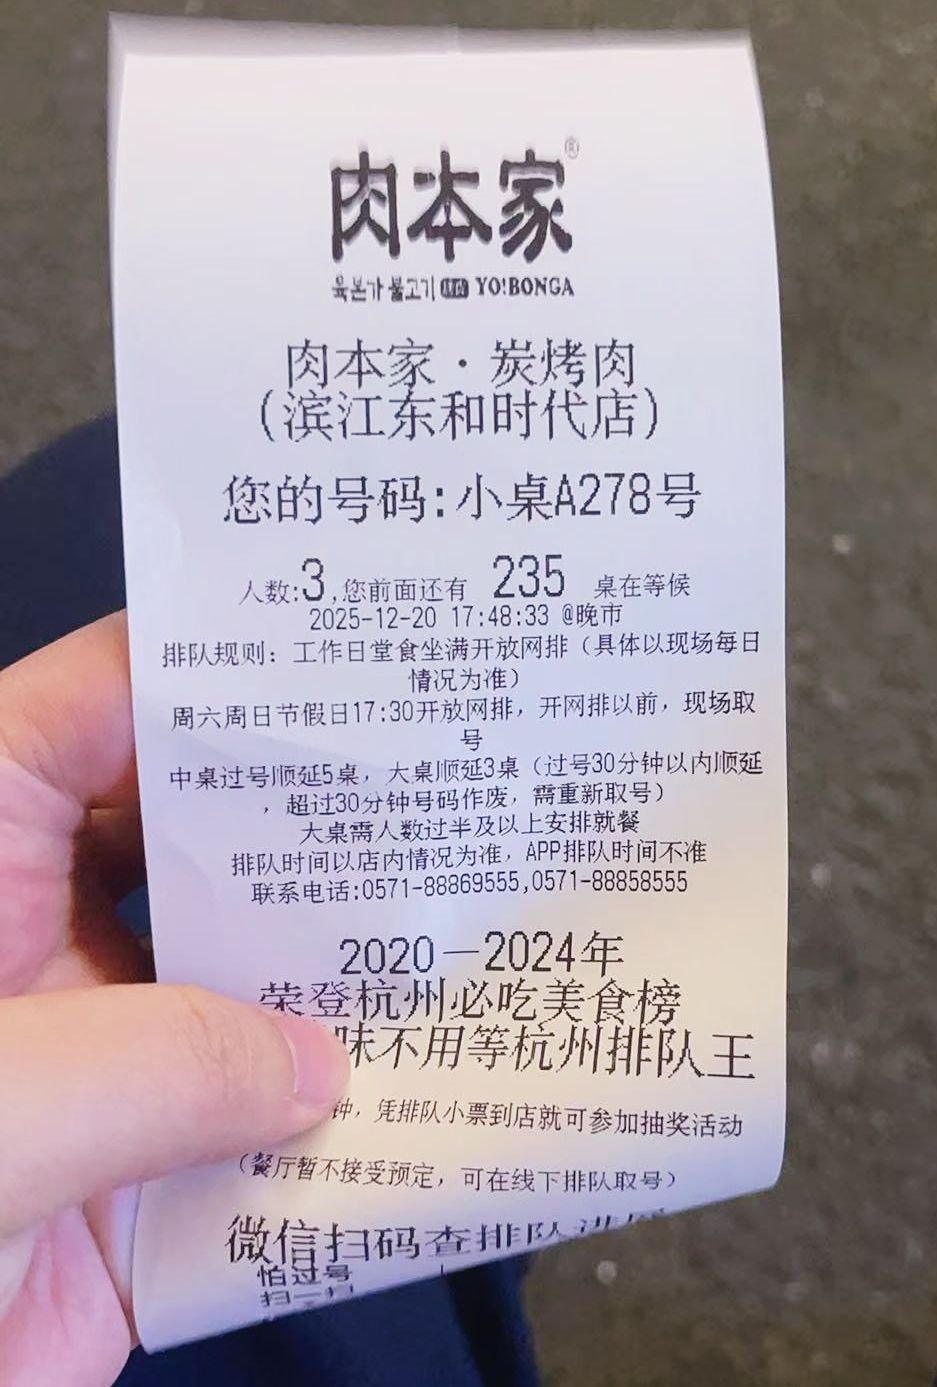 肉本家®
육본가 불고기 YO!BONGA
肉本家·炭烤肉
(滨江东和时代店)
您的号码:小桌A278号
人数:3,您前面还有 235 桌在等候
2025-12-20 17:48:33 @晚市
排队规则：工作日堂食坐满开放网排（具体以现场每日
情况为准）
周六周日节假日17:30开放网排，开网排以前，现场取
号
中桌过号顺延5桌，大桌顺延3桌（过号30分钟以内顺延
，超过30分钟号码作废，需重新取号）
大桌需人数过半及以上安排就餐
排队时间以店内情况为准，APP排队时间不准
联系电话:0571-88869555,0571-88858555
2020—2024年
荣登杭州必吃美食榜
味不用等杭州排队王
钟，凭排队小票到店就可参加抽奖活动
（餐厅暂不接受预定，可在线下排队取号）
微信扫码查排队
怕过号
扫一扫